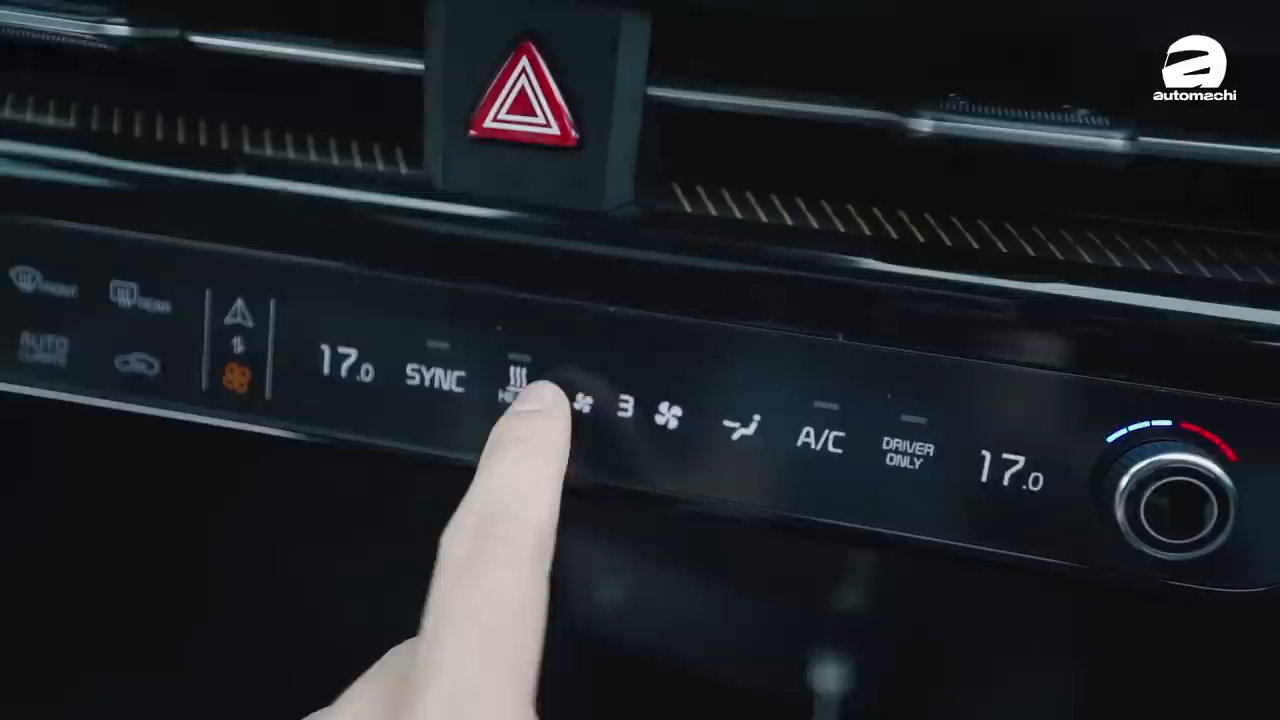 automachi
FRONT
REAR
AUTO
CLIMATE
17.0
SYNC
3
A/C
DRIVER
ONLY
17.0